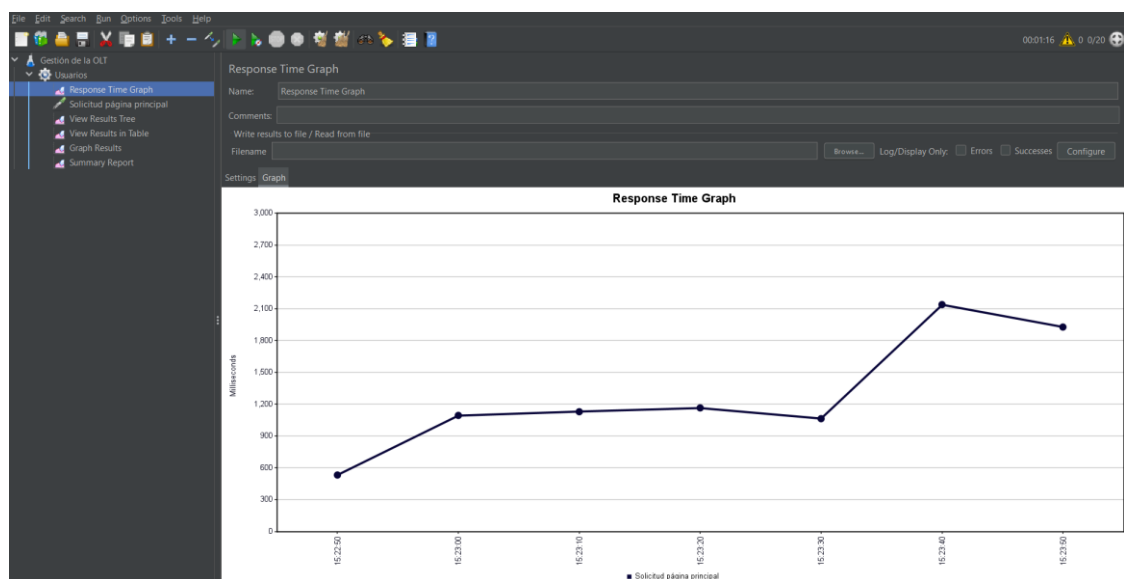 File Edit Search Run Options Tools Help
00:01:16 0 0/20
Gestión de la OLT
Usuarios
Response Time Graph
Solicitud página principal
View Results Tree
View Results in Table
Graph Results
Summary Report
Response Time Graph
Name: Response Time Graph
Comments:
Write results to file / Read from file
Filename Browse... Log/Display Only: Errors Successes Configure
Settings Graph
Response Time Graph
Milliseconds
3,000
2,700
2,400
2,100
1,800
1,500
1,200
900
600
300
0
15:22:50 15:23:00 15:23:10 15:23:20 15:23:30 15:23:40 15:23:50
Solicitud página principal